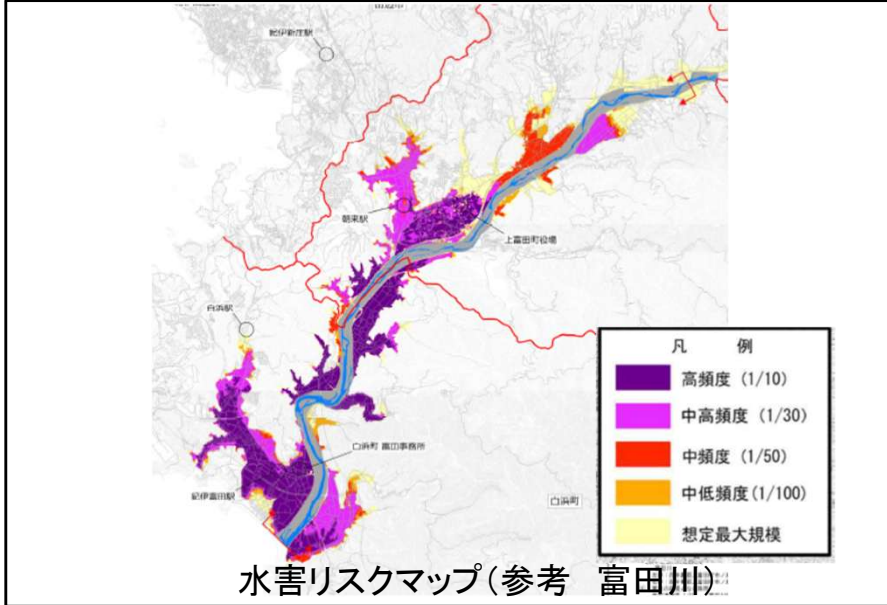 紀伊新庄駅
朝来駅
上富田町役場
白浜駅
白浜町 富田事務所
紀伊富田駅
白浜町
凡 例
高頻度 (1/10)
中高頻度 (1/30)
中頻度 (1/50)
中低頻度 (1/100)
想定最大規模
水害リスクマップ(参考 富田川)